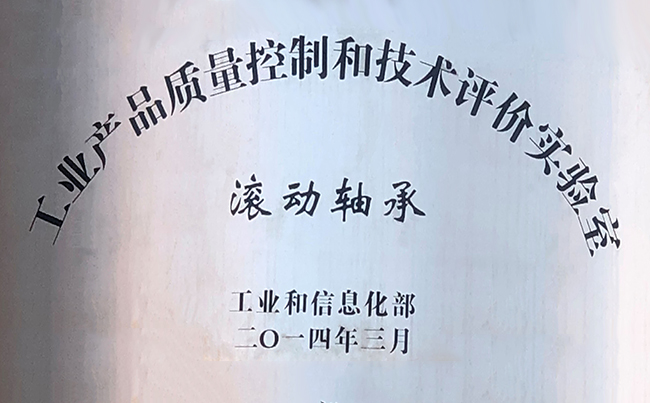 工业产品质量控制和技术评价实验室
滚动轴承
工业和信息化部
二O一四年三月